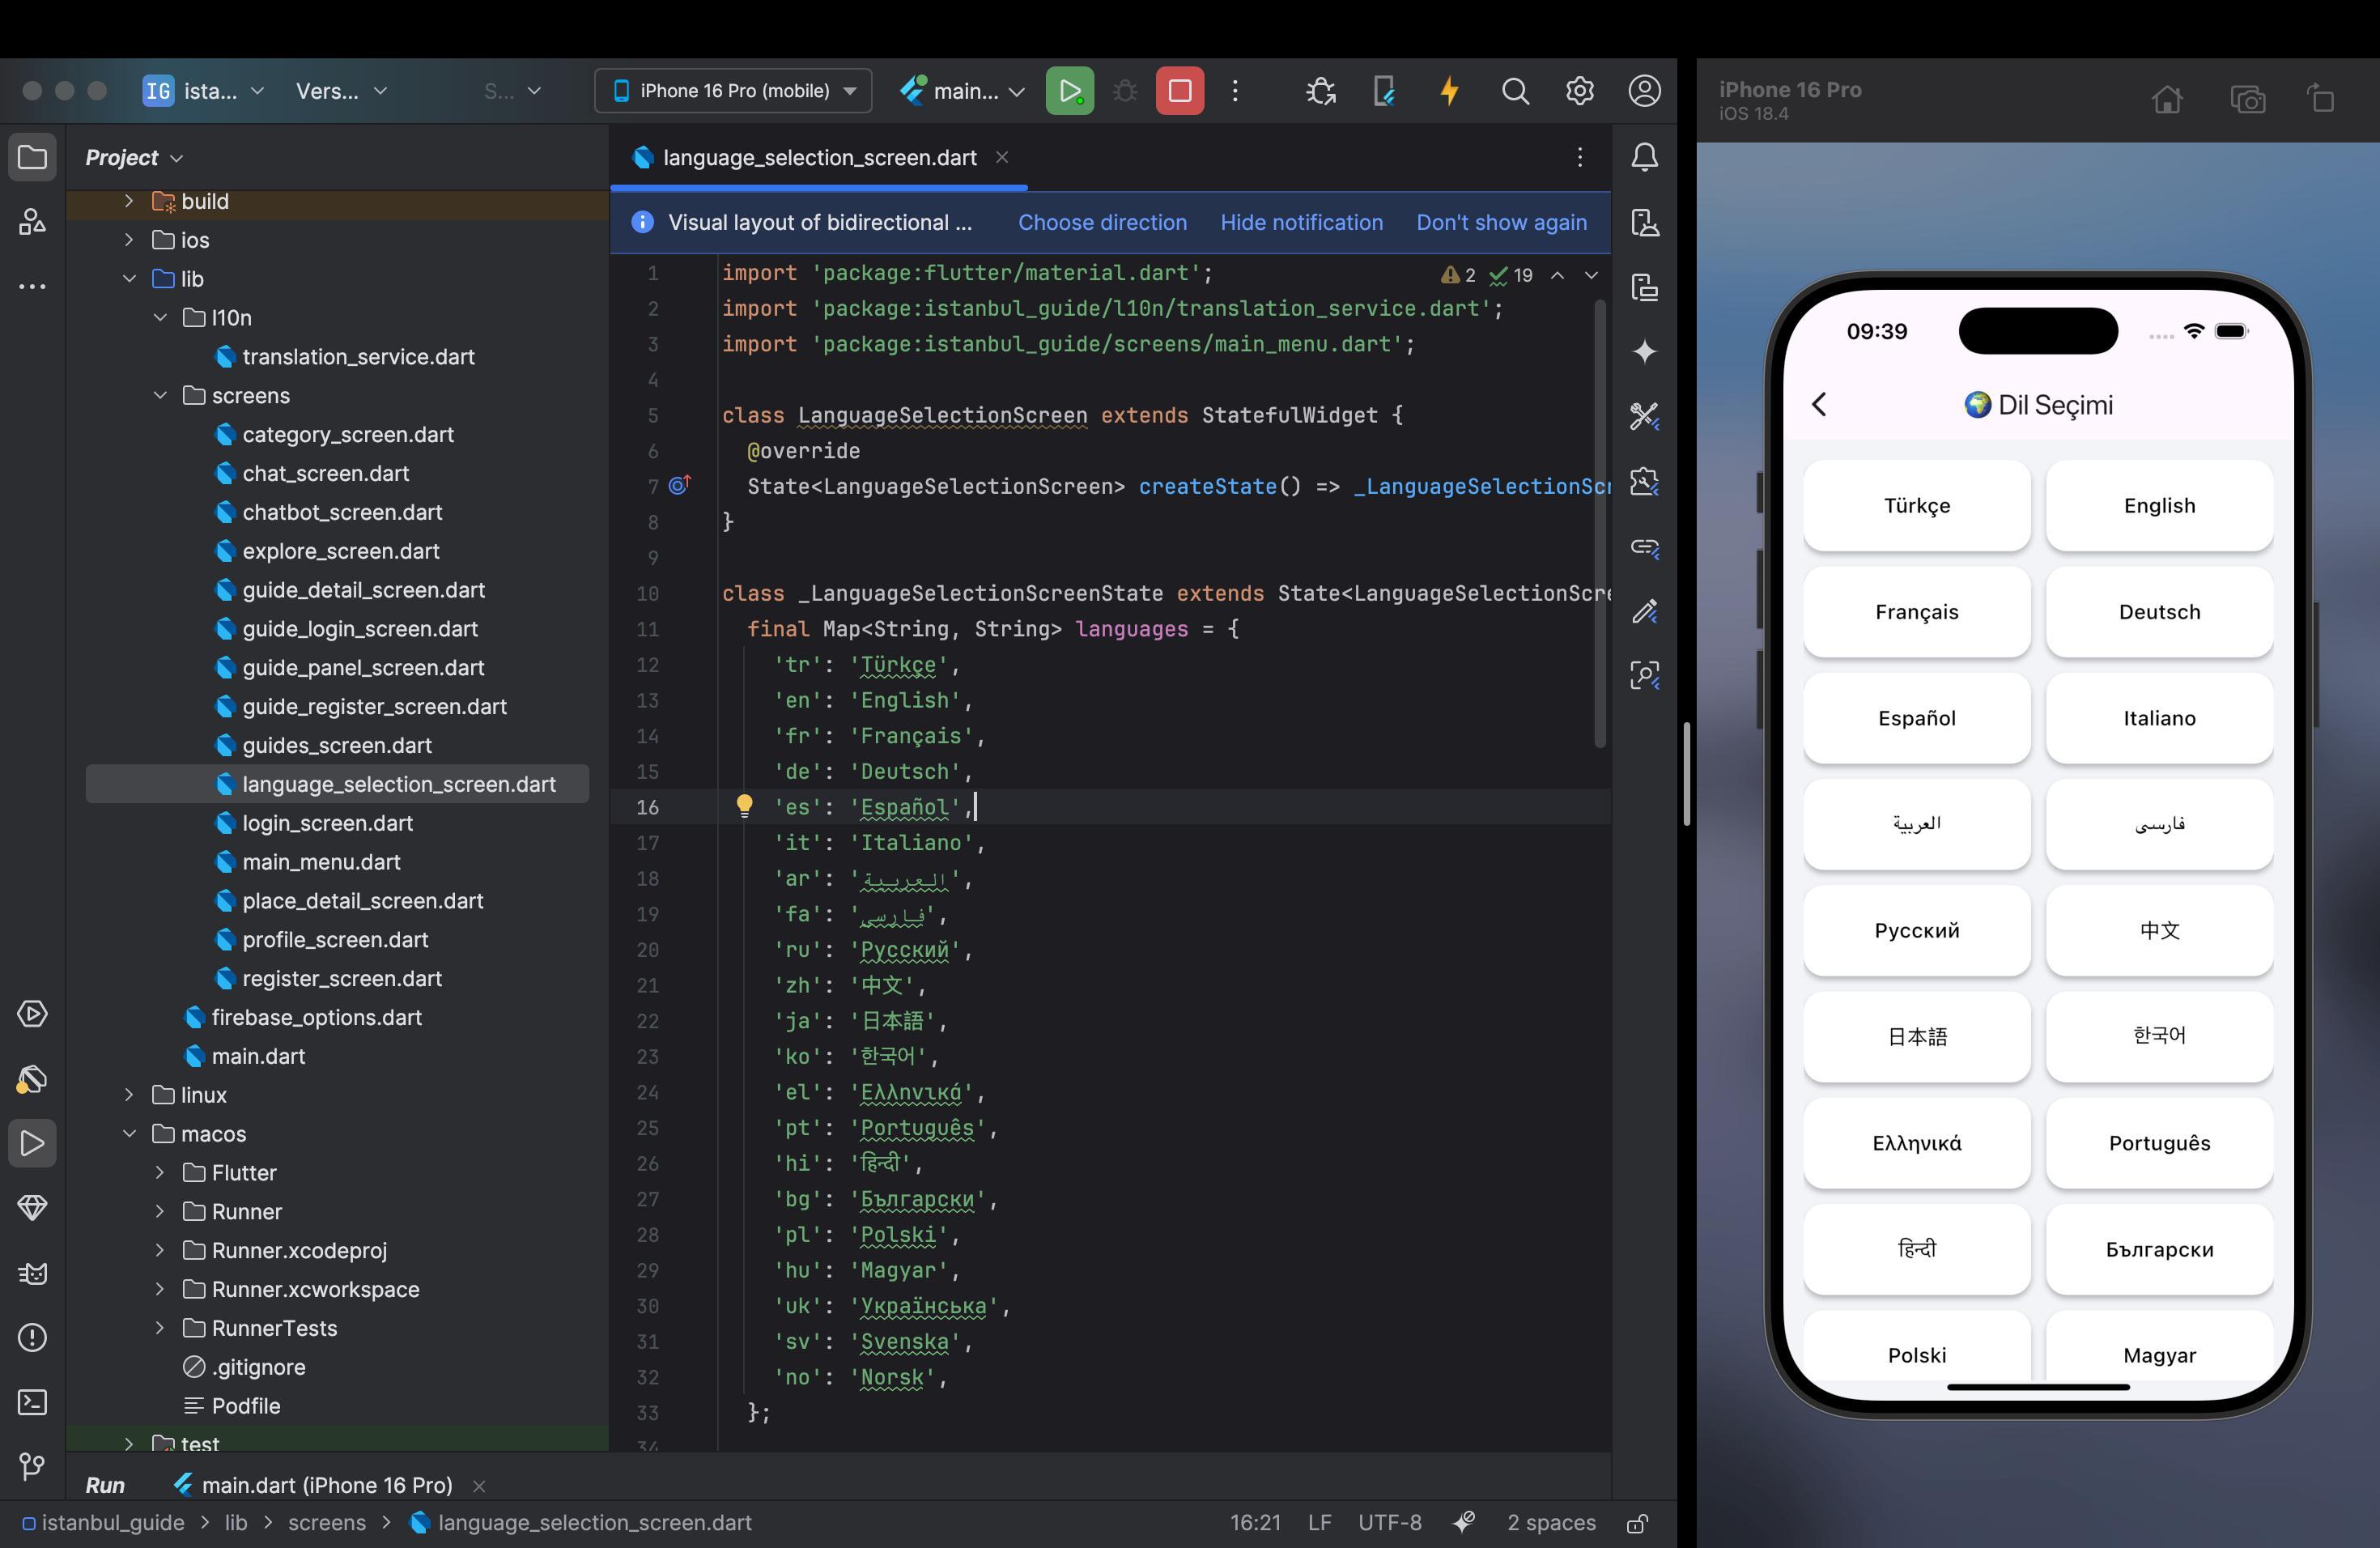 IG ista...
Vers...
S...
iPhone 16 Pro (mobile)
main...
Project
build
ios
lib
l10n
translation_service.dart
screens
category_screen.dart
chat_screen.dart
chatbot_screen.dart
explore_screen.dart
guide_detail_screen.dart
guide_login_screen.dart
guide_panel_screen.dart
guide_register_screen.dart
guides_screen.dart
language_selection_screen.dart
login_screen.dart
main_menu.dart
place_detail_screen.dart
profile_screen.dart
register_screen.dart
firebase_options.dart
main.dart
linux
macos
Flutter
Runner
Runner.xcodeproj
Runner.xcworkspace
RunnerTests
.gitignore
Podfile
test
language_selection_screen.dart
Visual layout of bidirectional ... Choose direction Hide notification Don't show again
2 19
1 import 'package:flutter/material.dart';
2 import 'package:istanbul_guide/l10n/translation_service.dart';
3 import 'package:istanbul_guide/screens/main_menu.dart';
4
5 class LanguageSelectionScreen extends StatefulWidget {
6 @override
7 State<LanguageSelectionScreen> createState() => _LanguageSelectionScr
8 }
9
10 class _LanguageSelectionScreenState extends State<LanguageSelectionScre
11 final Map<String, String> languages = {
12 'tr': 'Türkçe',
13 'en': 'English',
14 'fr': 'Français',
15 'de': 'Deutsch',
16 'es': 'Español',
17 'it': 'Italiano',
18 'ar': 'العربية',
19 'fa': 'فارسی',
20 'ru': 'Русский',
21 'zh': '中文',
22 'ja': '日本語',
23 'ko': '한국어',
24 'el': 'Ελληνικά',
25 'pt': 'Português',
26 'hi': 'हिन्दी',
27 'bg': 'Български',
28 'pl': 'Polski',
29 'hu': 'Magyar',
30 'uk': 'Українська',
31 'sv': 'Svenska',
32 'no': 'Norsk',
33 };
34
Run main.dart (iPhone 16 Pro)
istanbul_guide > lib > screens > language_selection_screen.dart
16:21 LF UTF-8 2 spaces
iPhone 16 Pro
iOS 18.4
09:39
Dil Seçimi
Türkçe
English
Français
Deutsch
Español
Italiano
العربية
فارسی
Русский
中文
日本語
한국어
Ελληνικά
Português
हिन्दी
Български
Polski
Magyar